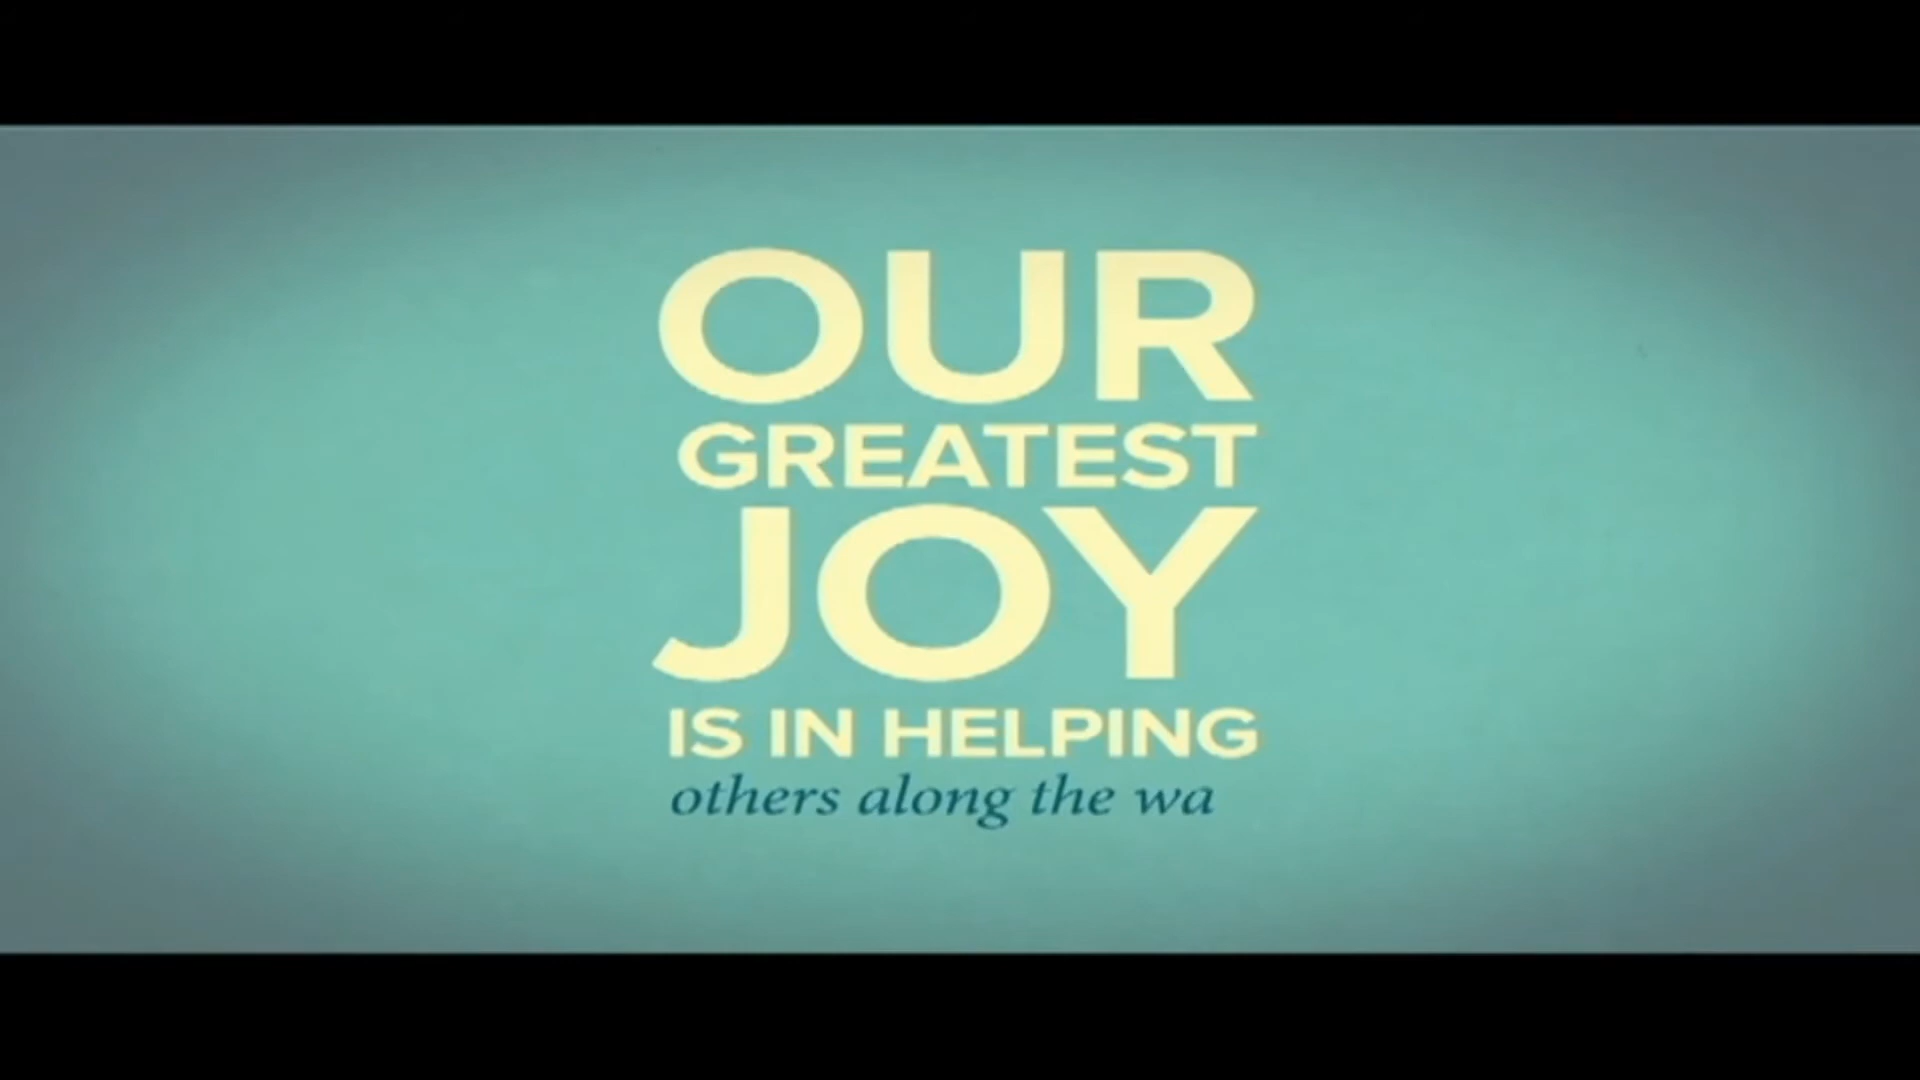 OUR
GREATEST
JOY
IS IN HELPING
others along the wa